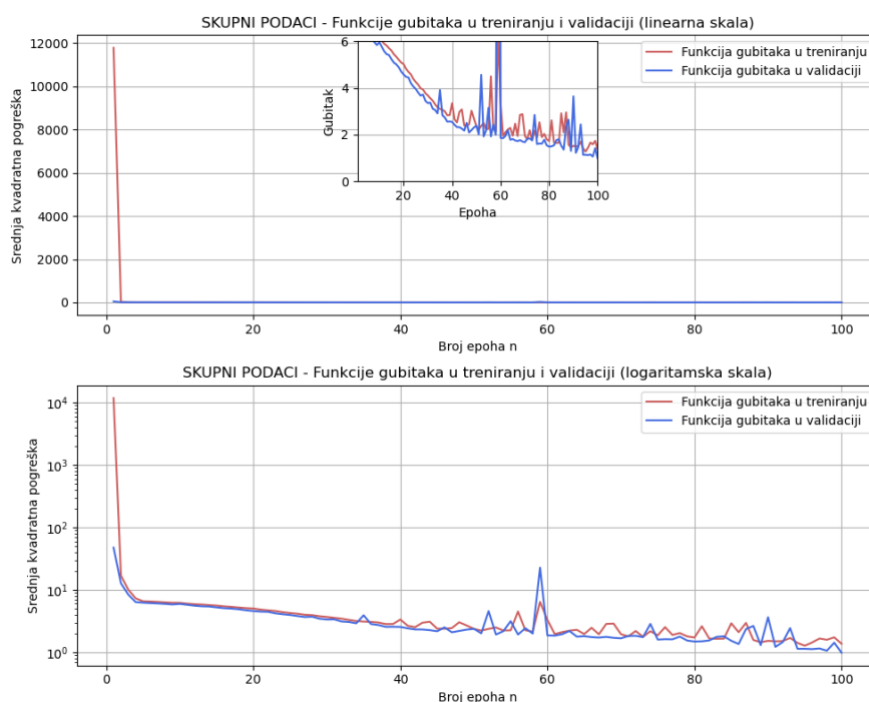 SKUPNI PODACI - Funkcije gubitaka u treniranju i validaciji (linearna skala)
12000
10000
8000
6000
4000
2000
0
Srednja kvadratna pogreška
0
20
40
60
80
100
Broj epoha n
Funkcija gubitaka u treniranju
Funkcija gubitaka u validaciji
6
4
2
0
Gubitak
20
40
60
80
100
Epoha
SKUPNI PODACI - Funkcije gubitaka u treniranju i validaciji (logaritamska skala)
10⁴
10³
10²
10¹
10⁰
Srednja kvadratna pogreška
0
20
40
60
80
100
Broj epoha n
Funkcija gubitaka u treniranju
Funkcija gubitaka u validaciji